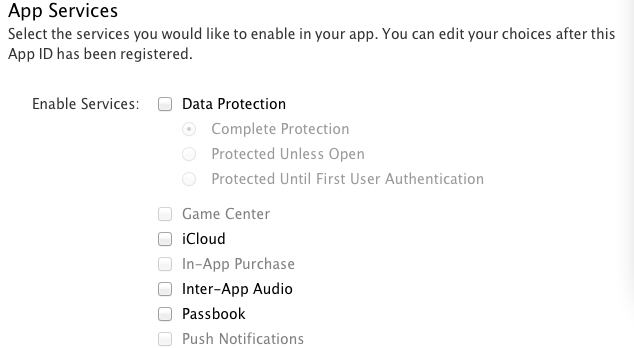 App Services
Select the services you would like to enable in your app. You can edit your choices after this
App ID has been registered.
Enable Services:
Data Protection
Complete Protection
Protected Unless Open
Protected Until First User Authentication
Game Center
iCloud
In-App Purchase
Inter-App Audio
Passbook
Push Notifications